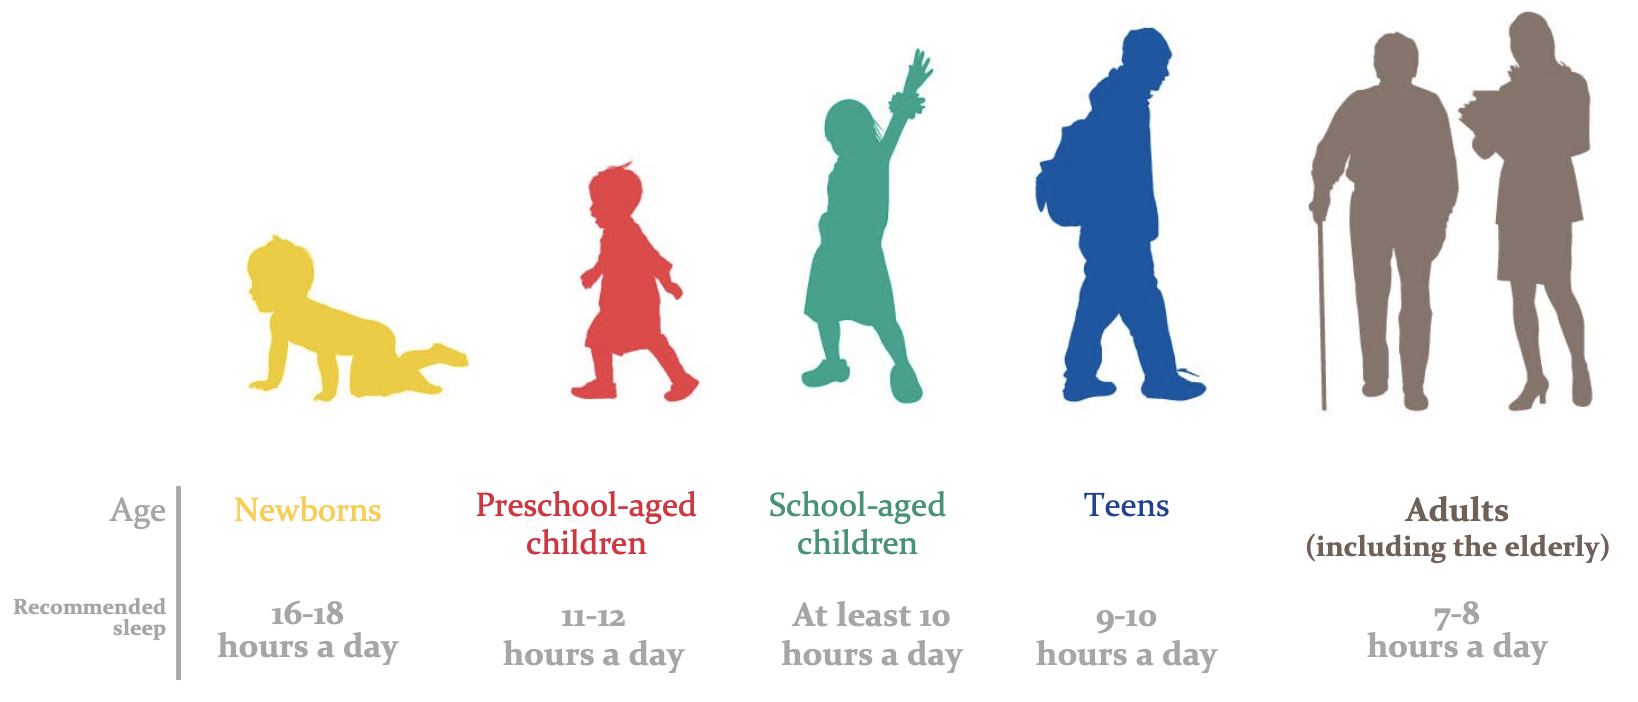 Age
Newborns
Preschool-aged
children
School-aged
children
Teens
Adults
(including the elderly)
Recommended
sleep
16-18
hours a day
11-12
hours a day
At least 10
hours a day
9-10
hours a day
7-8
hours a day